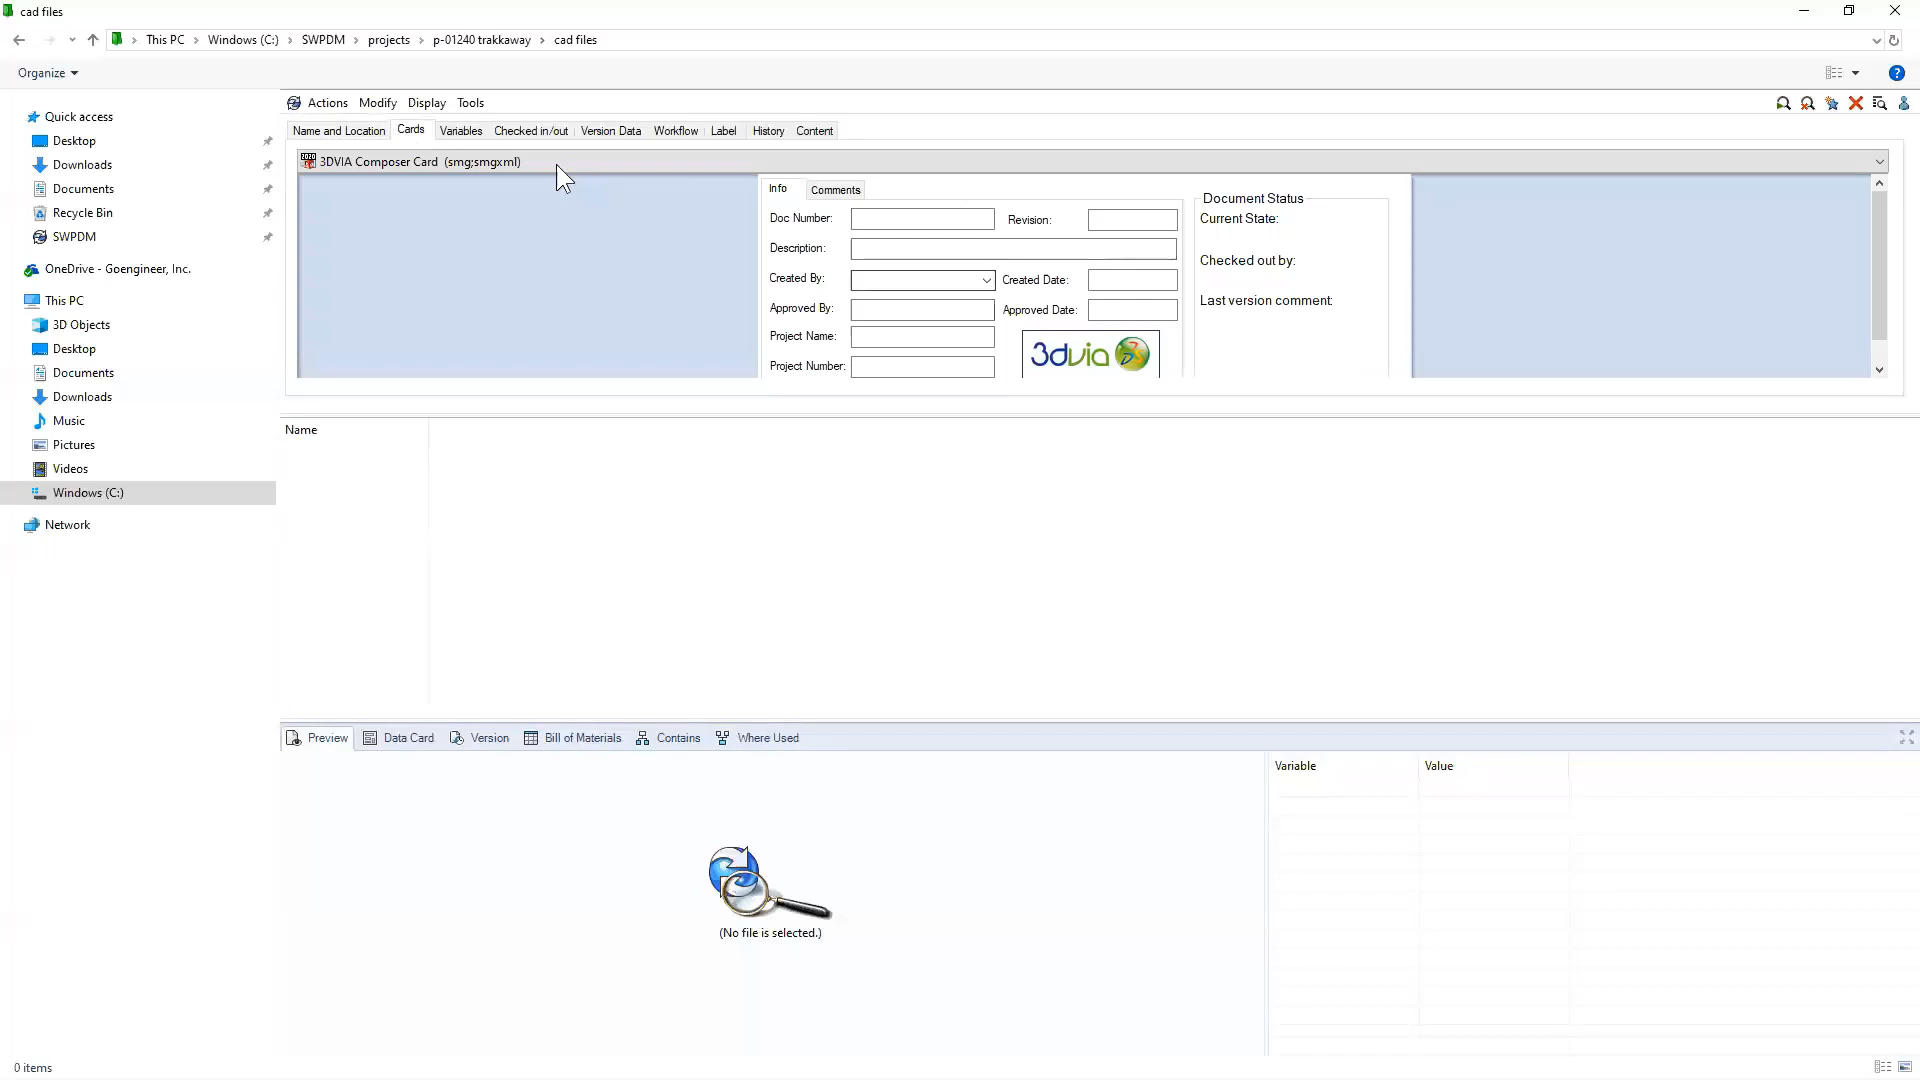 cad files
This PC > Windows (C:) > SWPDM > projects > p-01240 trakkaway > cad files
Organize
Quick access
Desktop
Downloads
Documents
Recycle Bin
SWPDM
OneDrive - Goengineer, Inc.
This PC
3D Objects
Desktop
Documents
Downloads
Music
Pictures
Videos
Windows (C:)
Network
Actions Modify Display Tools
Name and Location Cards Variables Checked in/out Version Data Workflow Label History Content
3DVIA Composer Card (smg;smgxml)
Info Comments
Doc Number: Revision:
Description:
Created By: Created Date:
Approved By: Approved Date:
Project Name:
Project Number:
3dvia
Document Status
Current State:
Checked out by:
Last version comment:
Name
Preview Data Card Version Bill of Materials Contains Where Used
Variable Value
(No file is selected.)
0 items